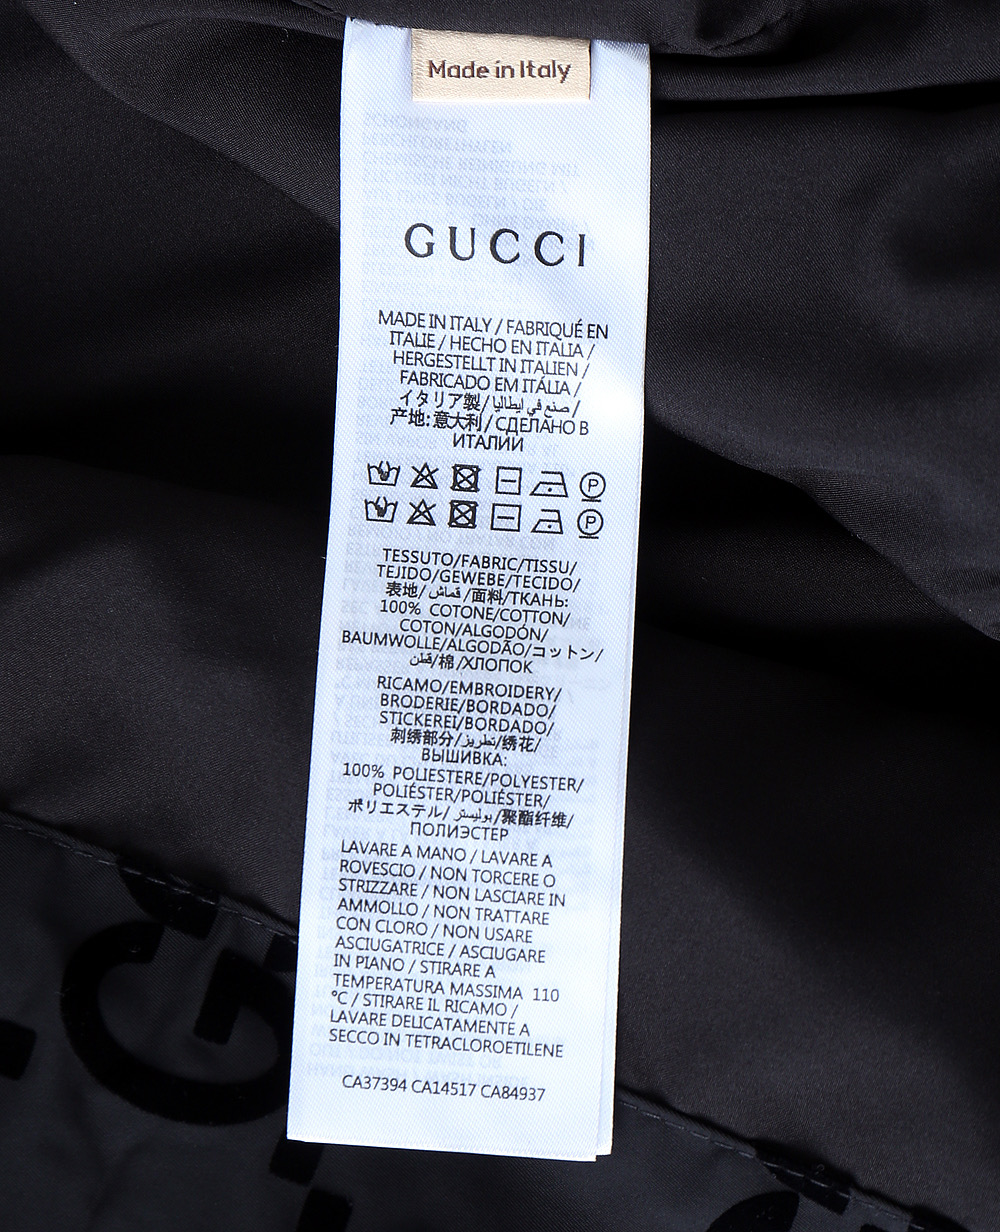 Made in Italy
GUCCI
MADE IN ITALY / FABRIQUÉ EN
ITALIE / HECHO EN ITALIA /
HERGESTELLT IN ITALIEN /
FABRICADO EM ITÁLIA /
イタリア製/ صنع في ايطاليا /
产地:意大利/ СДЕЛАНО В
ИТАЛИИ
P
P
TESSUTO/FABRIC/TISSU/
TEJIDO/GEWEBE/TECIDO/
表地/ قماش /面料/ТКАНЬ:
100% COTONE/COTTON/
COTON/ALGODÓN/
BAUMWOLLE/ALGODÃO/コットン/
قطن/棉/ХЛОПОК
RICAMO/EMBROIDERY/
BRODERIE/BORDADO/
STICKEREI/BORDADO/
刺绣部分/تطريز/绣花/
ВЫШИВКА:
100% POLIESTERE/POLYESTER/
POLIÉSTER/POLIÉSTER/
ポリエステル/ بوليستر/聚酯纤维/
ПОЛИЭСТЕР
LAVARE A MANO / LAVARE A
ROVESCIO / NON TORCERE O
STRIZZARE / NON LASCIARE IN
AMMOLLO / NON TRATTARE
CON CLORO / NON USARE
ASCIUGATRICE / ASCIUGARE
IN PIANO / STIRARE A
TEMPERATURA MASSIMA 110
°C / STIRARE IL RICAMO /
LAVARE DELICATAMENTE A
SECCO IN TETRACLOROETILENE
CA37394 CA14517 CA84937